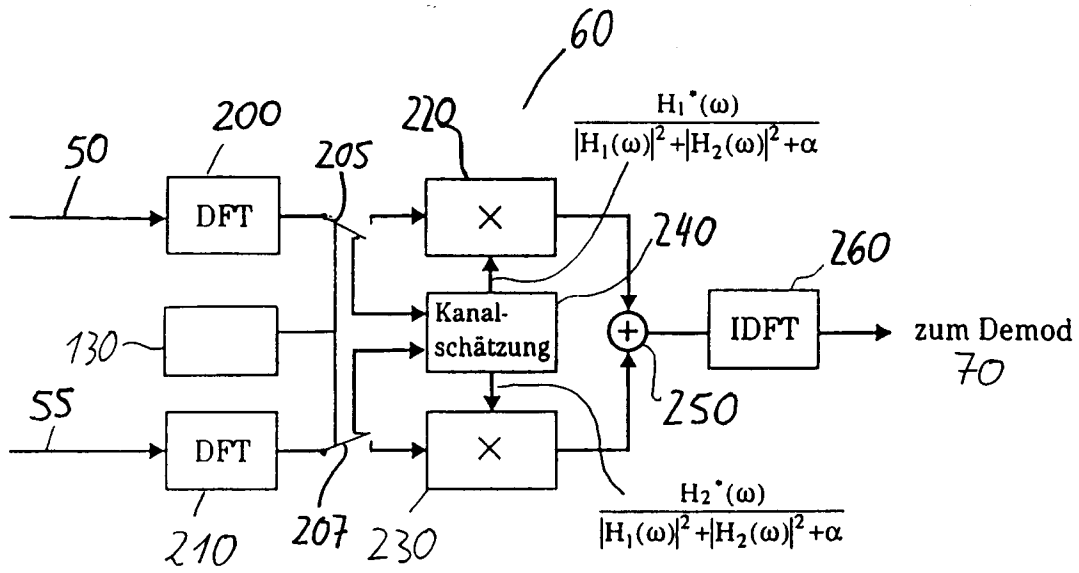 60
H₁*(ω)
|H₁(ω)|²+|H₂(ω)|²+α
50
200
DFT
205
220
×
240
Kanal-
schätzung
260
IDFT
zum Demod
70
130
+
250
55
DFT
210
207
×
230
H₂*(ω)
|H₁(ω)|²+|H₂(ω)|²+α